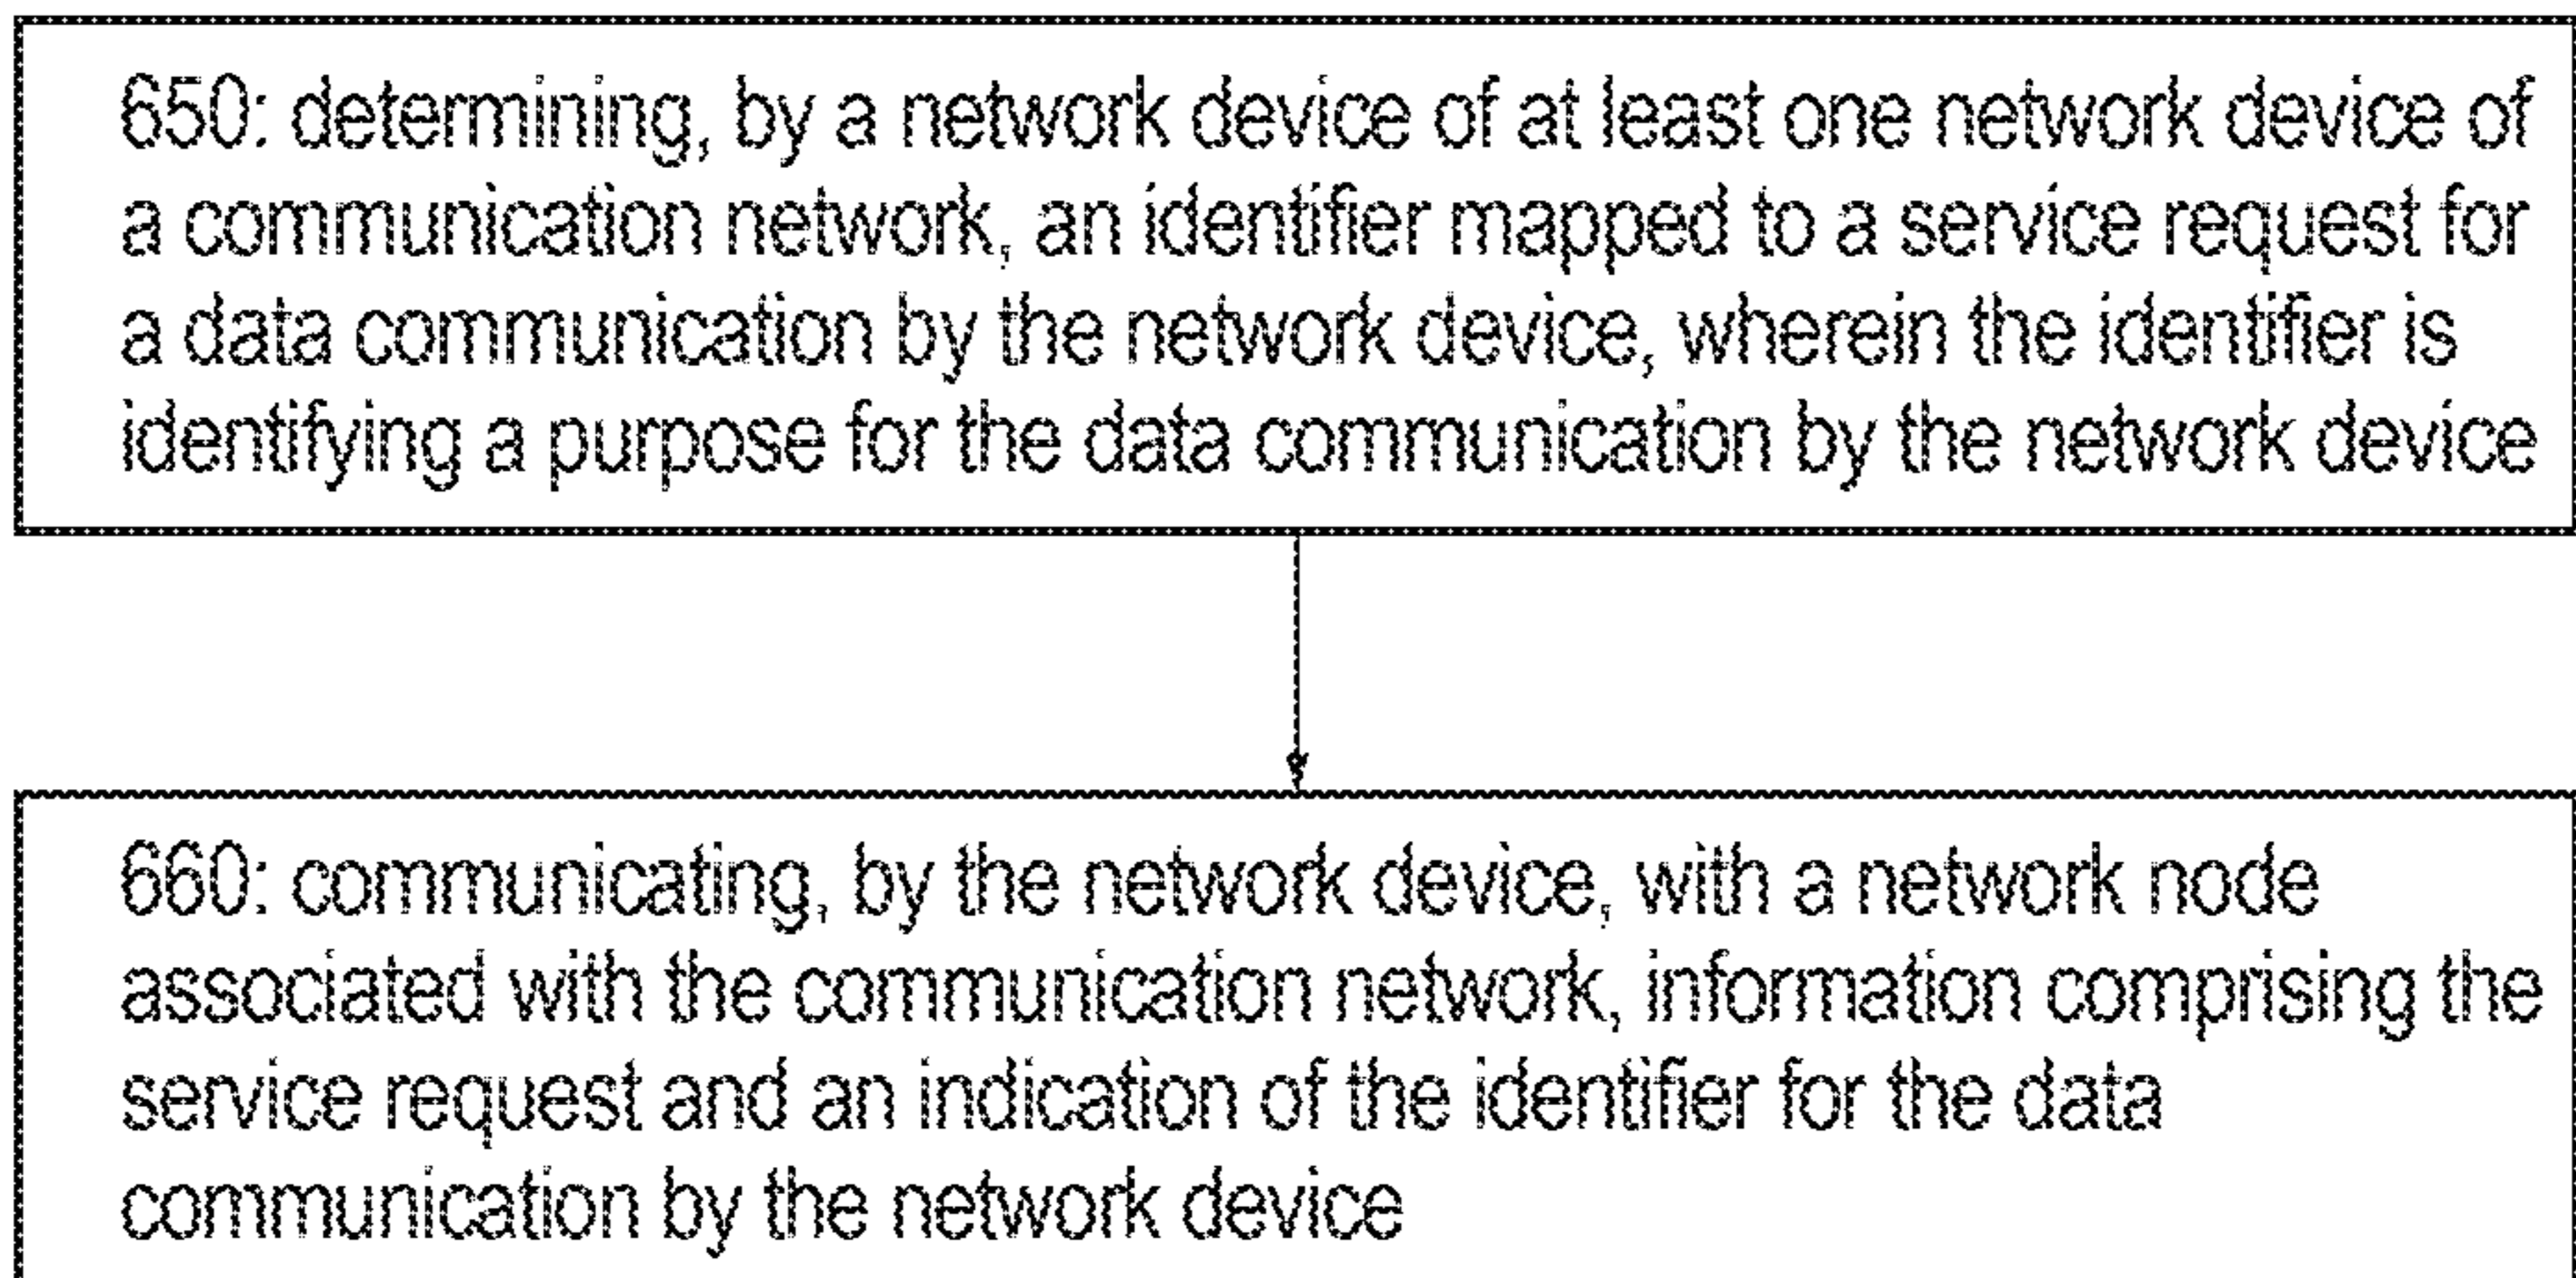 650: determining, by a network device of at least one network device of
a communication network, an identifier mapped to a service request for
a data communication by the network device, wherein the identifier is
identifying a purpose for the data communication by the network device
660: communicating, by the network device, with a network node
associated with the communication network, information comprising the
service request and an indication of the identifier for the data
communication by the network device